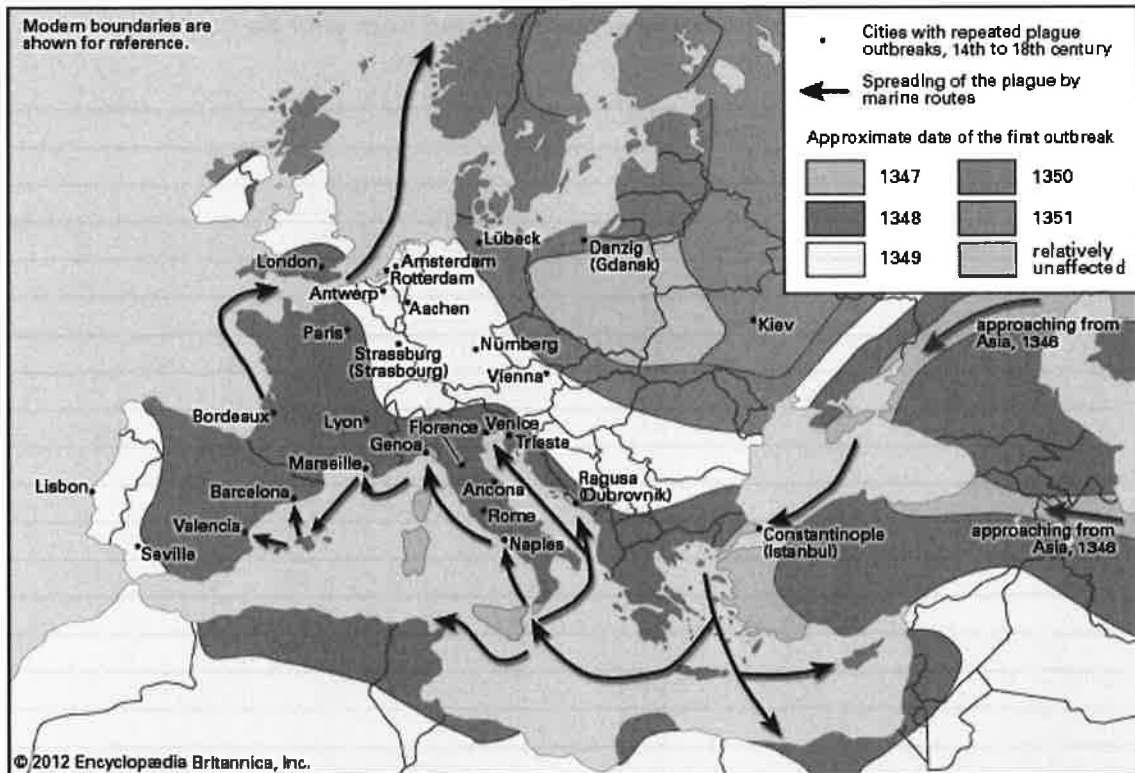 Modern boundaries are
shown for reference.
Cities with repeated plague
outbreaks, 14th to 18th century
Spreading of the plague by
marine routes
Approximate date of the first outbreak
1347
1350
1348
1351
1349
relatively
unaffected
Lübeck
Danzig
(Gdansk)
London
Amsterdam
Rotterdam
Antwerp
Aachen
Kiev
approaching from
Asia, 1346
Paris
Strassburg
(Strasbourg)
Nürnberg
Vienna
Bordeaux
Lyon
Florence
Venice
Trieste
Genoa
Marseille
Ragusa
(Dubrovnik)
Lisbon
Barcelona
Ancona
Rome
Valencia
Naples
Seville
Constantinople
(Istanbul)
approaching from
Asia, 1346
© 2012 Encyclopædia Britannica, Inc.